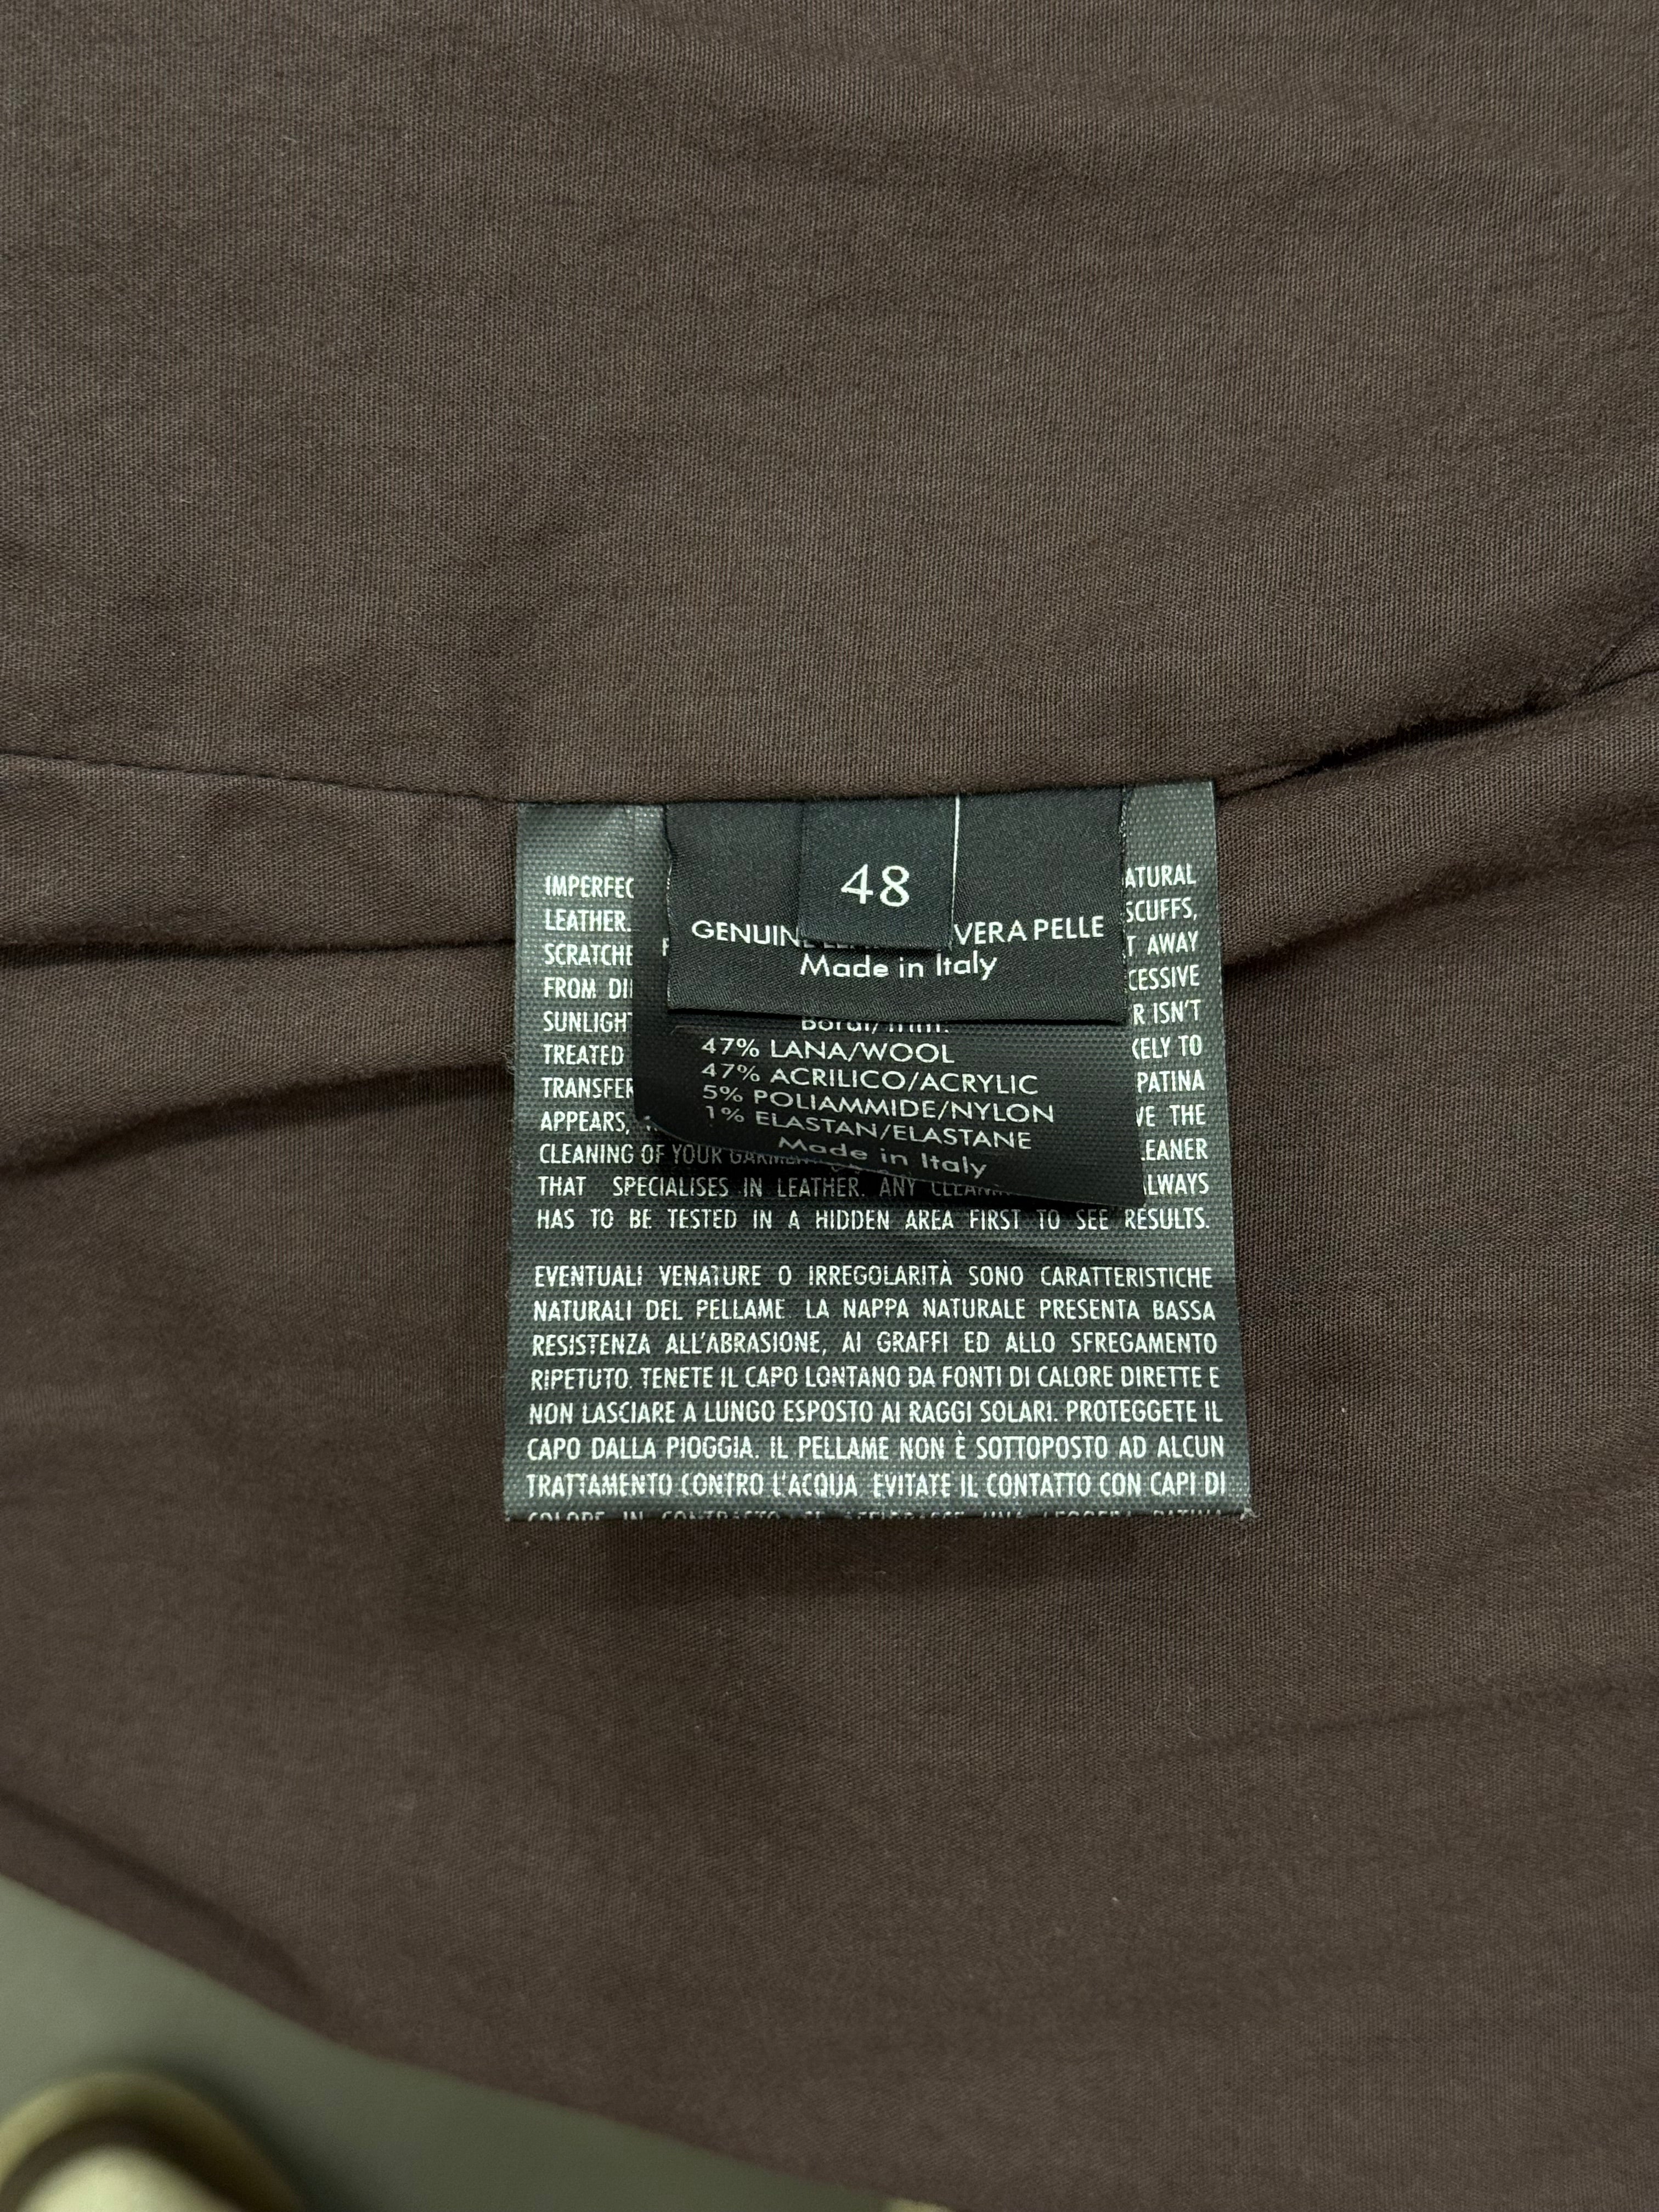 48
GENUINE VERA PELLE
Made in Italy
47% LANA/WOOL
47% ACRILICO/ACRYLIC
5% POLIAMMIDE/NYLON
1% ELASTAN/ELASTANE
Made in Italy
ATURAL
LEATHER. SCUFFS,
SCRATCHE AWAY
FROM CESSIVE
SUNLIGHT ISN'T
TREATED TO
TRANSFER PATINA
APPEARS, THE
CLEANING OF YOUR LEANER
THAT SPECIALISES IN LEATHER. ANY ALWAYS
HAS TO BE TESTED IN A HIDDEN AREA FIRST TO SEE RESULTS.
EVENTUALI VENATURE O IRREGOLARITÀ SONO CARATTERISTICHE
NATURALI DEL PELLAME. LA NAPPA NATURALE PRESENTA BASSA
RESISTENZA ALL'ABRASIONE, AI GRAFFI ED ALLO SFREGAMENTO
RIPETUTO. TENETE IL CAPO LONTANO DA FONTI DI CALORE DIRETTE E
NON LASCIARE A LUNGO ESPOSTO AI RAGGI SOLARI. PROTEGGETE IL
CAPO DALLA PIOGGIA. IL PELLAME NON È SOTTOPOSTO AD ALCUN
TRATTAMENTO CONTRO L'ACQUA. EVITATE IL CONTATTO CON CAPI DI